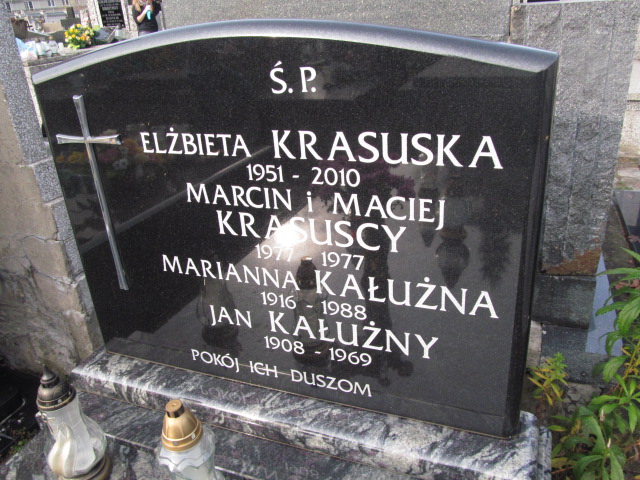 Ś. P.
ELŻBIETA KRASUSKA
1951 - 2010
MARCIN i MACIEJ
KRASUSCY
1977 - 1977
MARIANNA KAŁUŻNA
1916 - 1988
JAN KAŁUŻNY
1908 - 1969
POKÓJ ICH DUSZOM